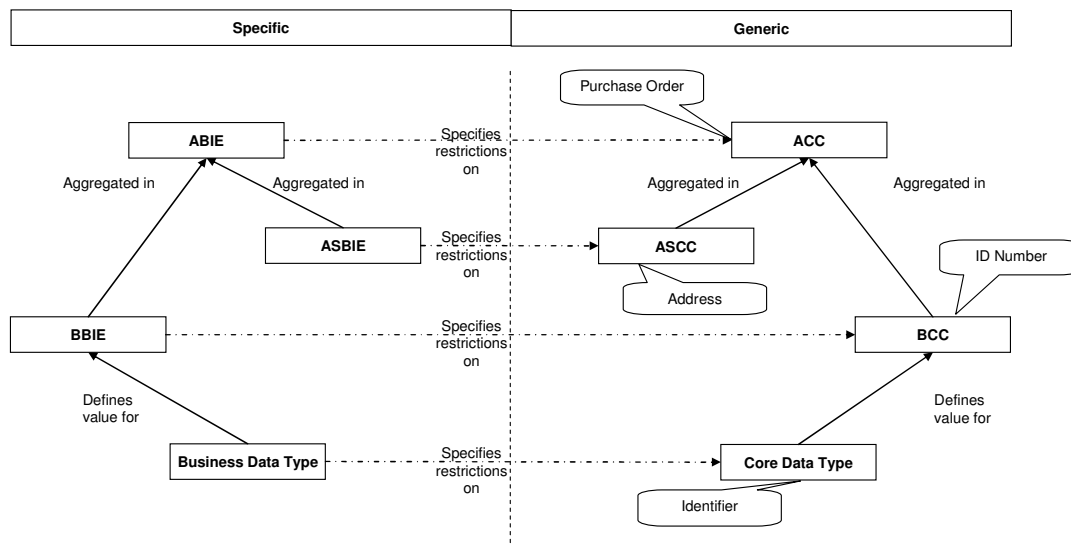 Specific
Generic
Purchase Order
ABIE
Specifies
restrictions
on
ACC
Aggregated in
Aggregated in
Aggregated in
Aggregated in
ASBIE
Specifies
restrictions
on
ASCC
ID Number
Address
BBIE
Specifies
restrictions
on
BCC
Defines
value for
Defines
value for
Business Data Type
Specifies
restrictions
on
Core Data Type
Identifier